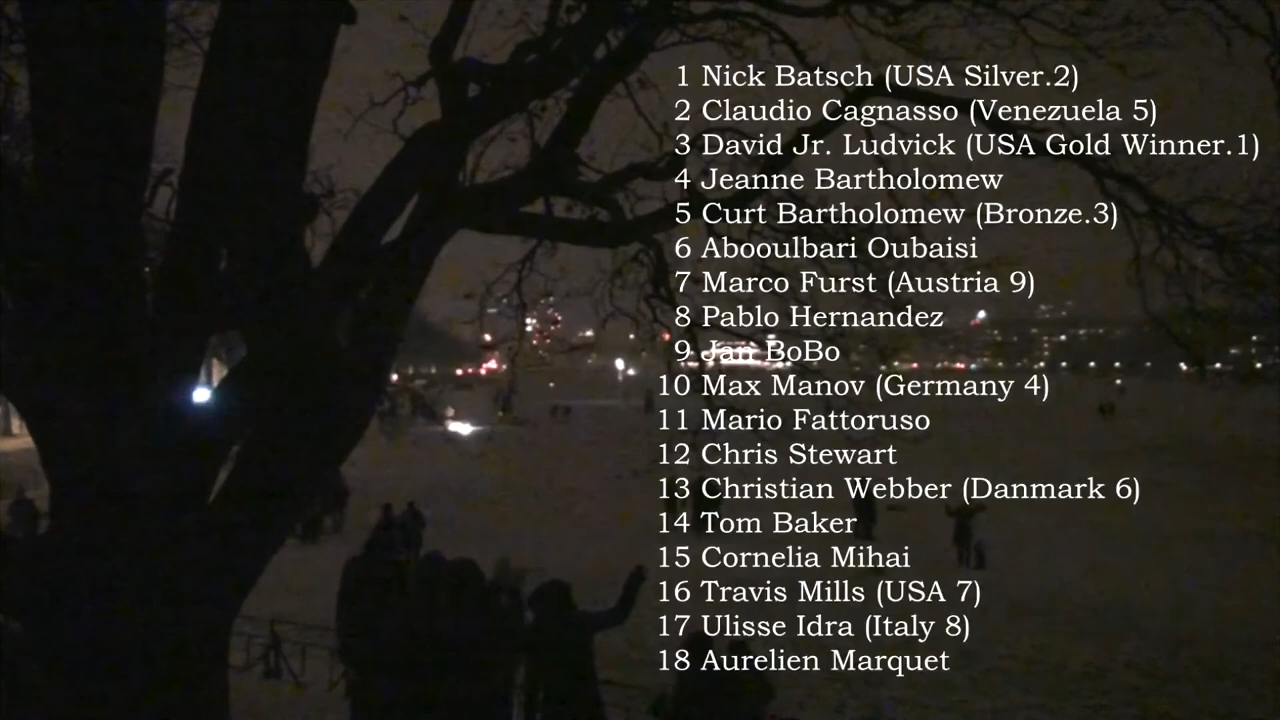 1 Nick Batsch (USA Silver.2)
2 Claudio Cagnasso (Venezuela 5)
3 David Jr. Ludvick (USA Gold Winner.1)
4 Jeanne Bartholomew
5 Curt Bartholomew (Bronze.3)
6 Abooulbari Oubaisi
7 Marco Furst (Austria 9)
8 Pablo Hernandez
9 Jan BoBo
10 Max Manov (Germany 4)
11 Mario Fattoruso
12 Chris Stewart
13 Christian Webber (Danmark 6)
14 Tom Baker
15 Cornelia Mihai
16 Travis Mills (USA 7)
17 Ulisse Idra (Italy 8)
18 Aurelien Marquet